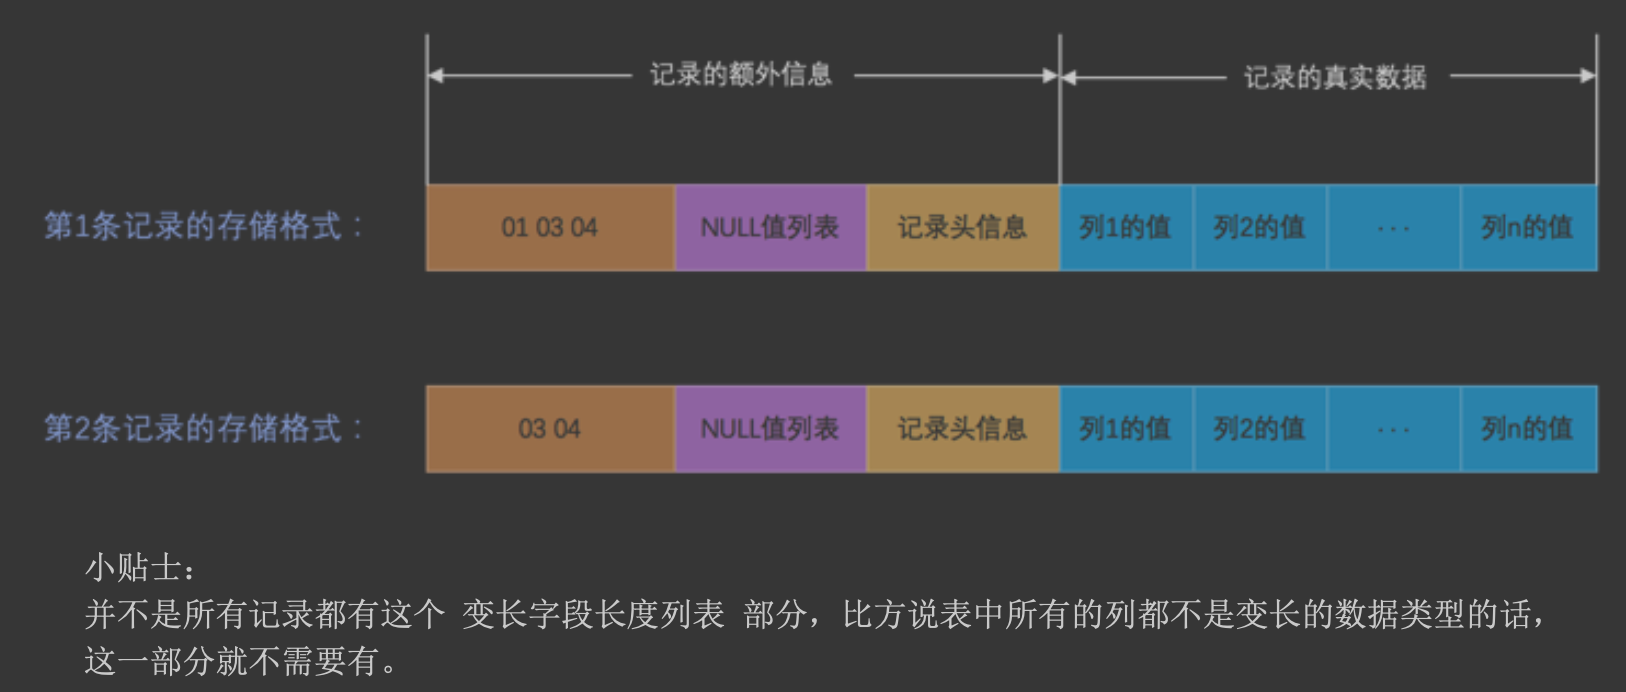 记录的额外信息 记录的真实数据
第1条记录的存储格式： 01 03 04 NULL值列表 记录头信息 列1的值 列2的值 ··· 列n的值
第2条记录的存储格式： 03 04 NULL值列表 记录头信息 列1的值 列2的值 ··· 列n的值
小贴士：
并不是所有记录都有这个 变长字段长度列表 部分，比方说表中所有的列都不是变长的数据类型的话，
这一部分就不需要有。